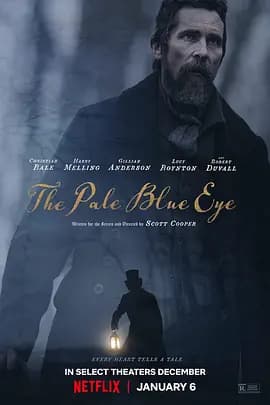 CHRISTIAN BALE HARRY MELLING GILLIAN ANDERSON LUCY BOYNTON AND ROBERT DUVALL
The Pale Blue Eye
Written for the Screen and Directed by SCOTT COOPER
EVERY HEART TELLS A TALE
IN SELECT THEATERS DECEMBER
NETFLIX | JANUARY 6
R